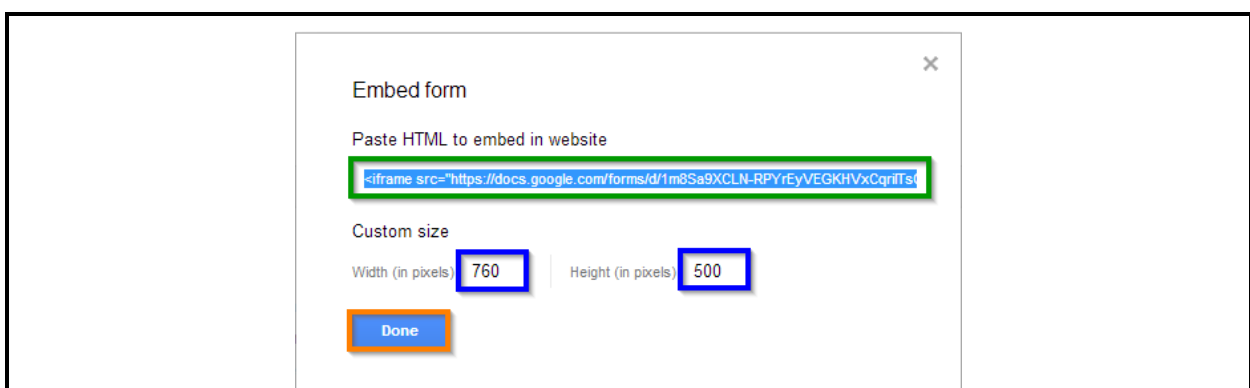 Embed form
Paste HTML to embed in website
<iframe src="https://docs.google.com/forms/d/1m8Sa9XCLN-RPYrEyVEGKHVxCqrilTs
Custom size
Width (in pixels) 760 Height (in pixels) 500
Done